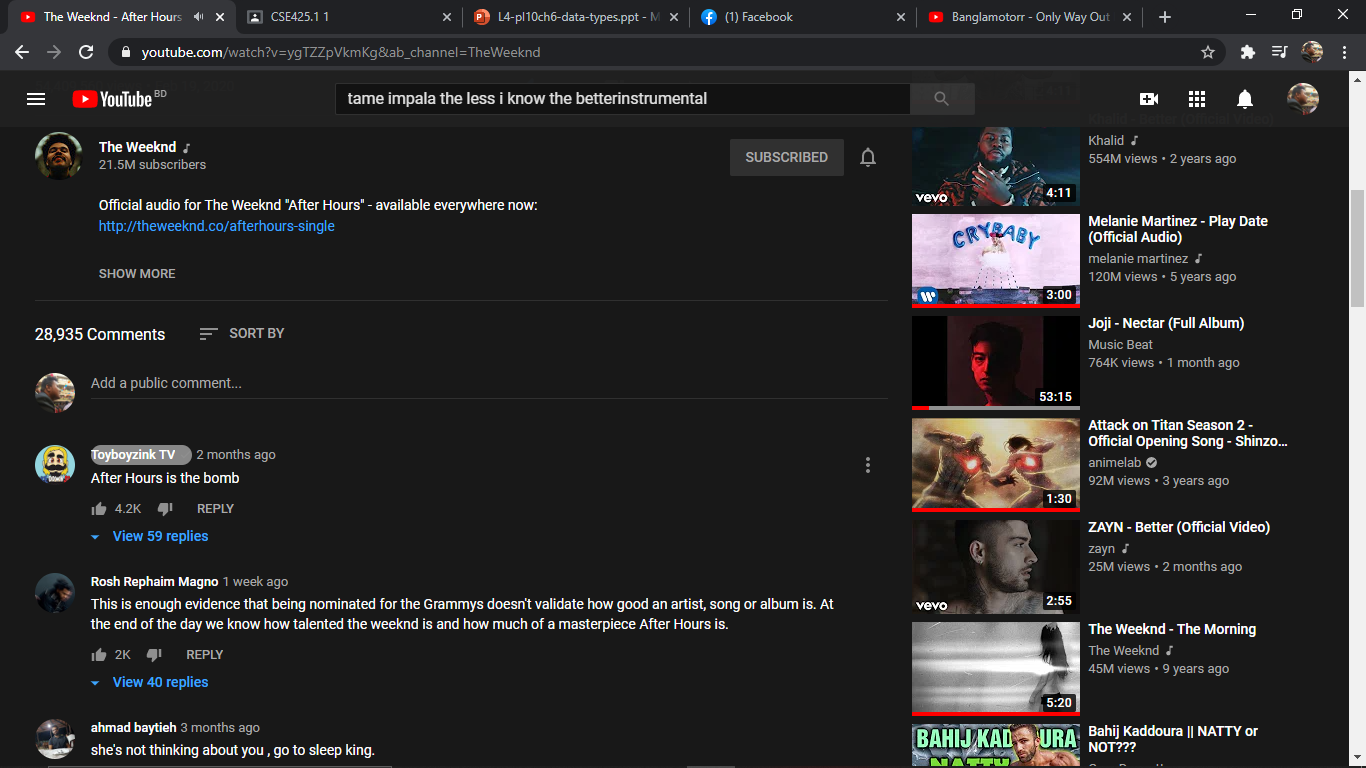 The Weeknd - After Hours
CSE425.1 1
L4-pl10ch6-data-types.ppt - M
(1) Facebook
Banglamotorr - Only Way Out
youtube.com/watch?v=ygTZZpVkmKg&ab_channel=TheWeeknd
YouTube BD
tame impala the less i know the betterinstrumental
The Weeknd
21.5M subscribers
SUBSCRIBED
Official audio for The Weeknd "After Hours" - available everywhere now:
http://theweeknd.co/afterhours-single
SHOW MORE
28,935 Comments
SORT BY
Add a public comment...
Toyboyzink TV 2 months ago
After Hours is the bomb
4.2K REPLY
View 59 replies
Rosh Rephaim Magno 1 week ago
This is enough evidence that being nominated for the Grammys doesn't validate how good an artist, song or album is. At
the end of the day we know how talented the weeknd is and how much of a masterpiece After Hours is.
2K REPLY
View 40 replies
ahmad baytieh 3 months ago
she's not thinking about you , go to sleep king.
Khalid - Better (Official Video)
Khalid
554M views • 2 years ago
vevo
4:11
Melanie Martinez - Play Date
(Official Audio)
melanie martinez
120M views • 5 years ago
CRYBABY
3:00
Joji - Nectar (Full Album)
Music Beat
764K views • 1 month ago
53:15
Attack on Titan Season 2 -
Official Opening Song - Shinzo...
animelab
92M views • 3 years ago
1:30
ZAYN - Better (Official Video)
zayn
25M views • 2 months ago
vevo
2:55
The Weeknd - The Morning
The Weeknd
45M views • 9 years ago
5:20
Bahij Kaddoura || NATTY or
NOT???
BAHIJ KADDOURA
NATTY